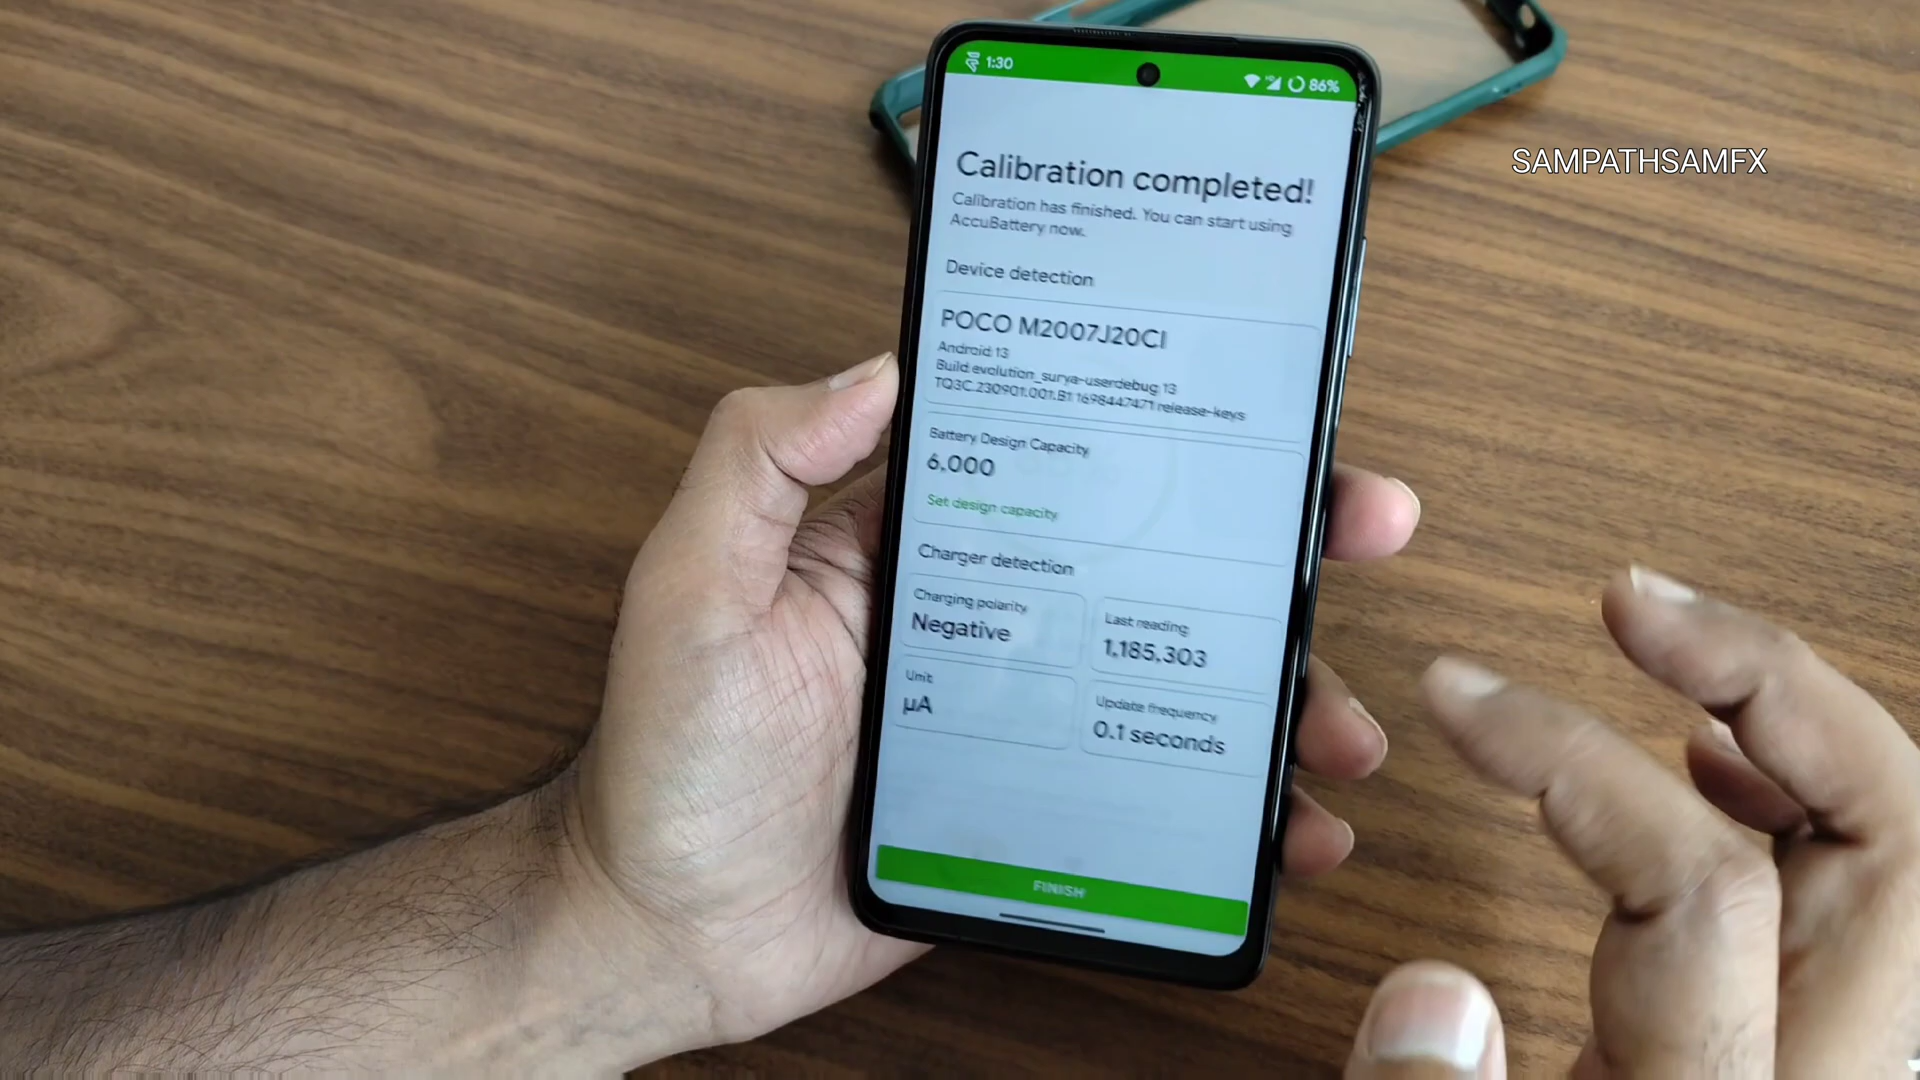 1:30
86%
SAMPATHSAMFX
Calibration completed!
Calibration has finished. You can start using
AccuBattery now.
Device detection
POCO M2007J20CI
Android 13
Build evolution_surya-userdebug 13
TQ3C.230901.001.B1 1698447471 release-keys
Battery Design Capacity
6,000
Set design capacity
Charger detection
Charging polarity
Negative
Last reading
1,185,303
Unit
µA
Update frequency
0.1 seconds
FINISH